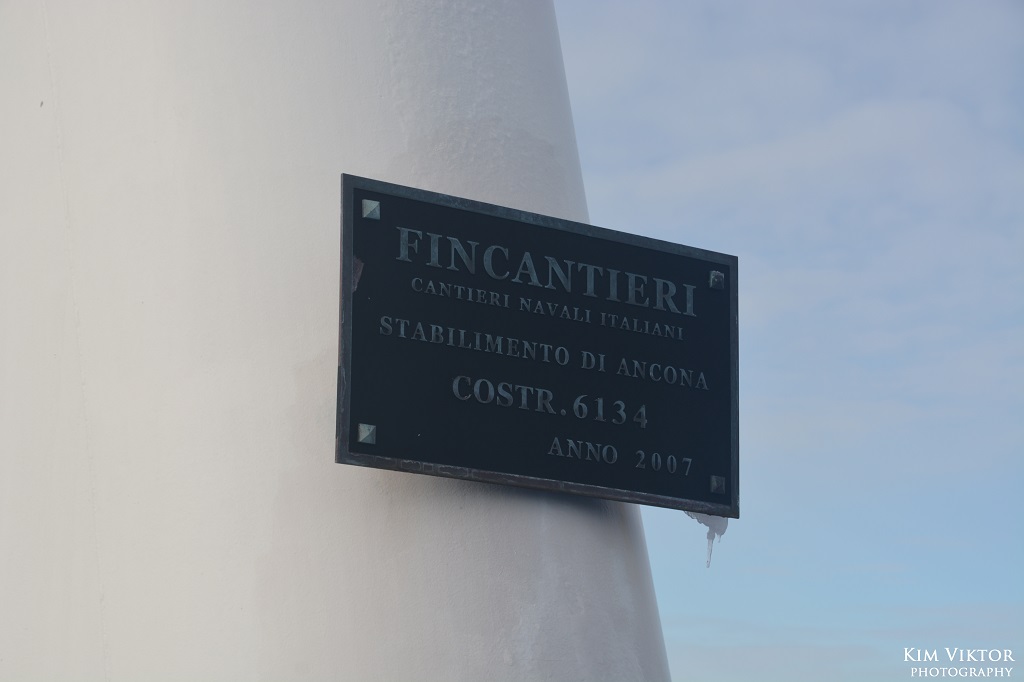 FINCANTIERI
CANTIERI NAVALI ITALIANI
STABILIMENTO DI ANCONA
COSTR. 6134
ANNO 2007
KIM VIKTOR
PHOTOGRAPHY